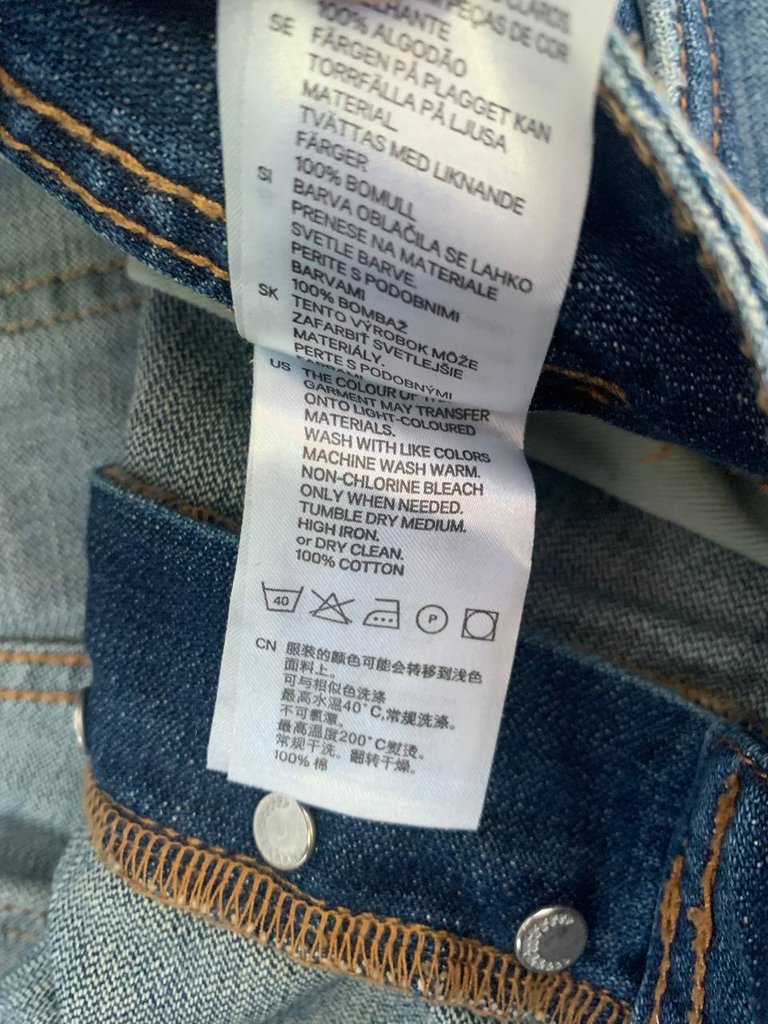 PEÇAS DE COR
100% ALGODÃO
SE FÄRGEN PÅ PLAGGET KAN
TORRFÄLLA PÅ LJUSA
MATERIAL
TVÄTTAS MED LIKNANDE
FÄRGER
100% BOMULL
SI BARVA OBLAČILA SE LAHKO
PRENESE NA MATERIALE
SVETLE BARVE.
PERITE S PODOBNIMI
BARVAMI
100% BOMBAŽ
SK TENTO VÝROBOK MÔŽE
ZAFARBIŤ SVETLEJŠIE
MATERIÁLY.
PERTE S PODOBNÝMI
US THE COLOUR OF
GARMENT MAY TRANSFER
ONTO LIGHT-COLOURED
MATERIALS.
WASH WITH LIKE COLORS
MACHINE WASH WARM.
NON-CHLORINE BLEACH
ONLY WHEN NEEDED.
TUMBLE DRY MEDIUM.
HIGH IRON.
or DRY CLEAN.
100% COTTON
40 P
CN 服装的颜色可能会转移到浅色
面料上。
可与相似色洗涤
最高水温40°C,常规洗涤。
不可氯漂。
最高温度200°C熨烫。
常规干洗。翻转干燥。
100% 棉